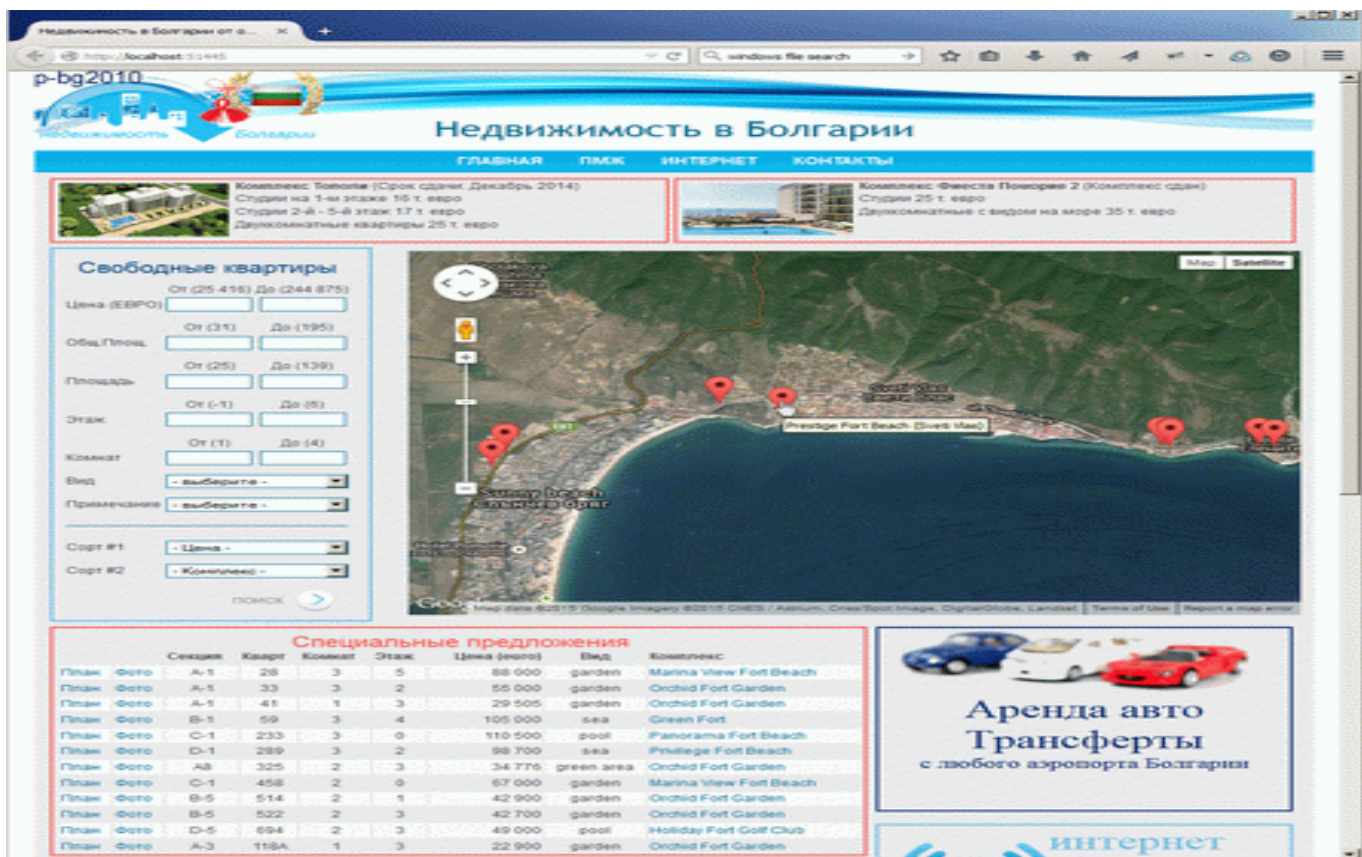 Недвижимость в Болгарии от о...
http://localhost:51445
windows file search
p-bg2010
Недвижимость Болгарии
Недвижимость в Болгарии
ГЛАВНАЯ ПМЖ ИНТЕРНЕТ КОНТАКТЫ
Комплекс Тополи (Срок сдачи: Декабрь 2014)
Студии на 1-м этаже 16 т. евро
Студии 2-й - 5-й этаж 17 т. евро
Двухкомнатные квартиры 25 т. евро
Комплекс Фиеста Поморие 2 (Комплекс сдан)
Студии 25 т. евро
Двухкомнатные с видом на море 35 т. евро
Свободные квартиры
От (25 416) До (244 875)
Цена (ЕВРО)
От (31) До (195)
Общ.Площ.
От (25) До (139)
Площадь
От (-1) До (6)
Этаж
От (1) До (4)
Комнат
Вид - выберите -
Примечание - выберите -
Сорт #1 - Цена -
Сорт #2 - Комплекс -
поиск
Map Satellite
Sveti Vlas
Свети Влас
Prestige Fort Beach (Sveti Vlas)
Sunny beach
Слънчев бряг
Google
Map data ©2015 Google Imagery ©2015 CNES / Astrium, Cnes/Spot Image, DigitalGlobe, Landsat Terms of Use Report a map error
Специальные предложения
Секция Кварт Комнат Этаж Цена (euro) Вид Комплекс
План Фото A-1 28 3 5 88 000 garden Marina View Fort Beach
План Фото A-1 33 3 2 55 000 garden Orchid Fort Garden
План Фото A-1 41 1 3 29 505 garden Orchid Fort Garden
План Фото B-1 59 3 4 105 000 sea Green Fort
План Фото C-1 233 3 0 110 500 pool Panorama Fort Beach
План Фото D-1 289 3 2 98 700 sea Privilege Fort Beach
План Фото A8 325 2 3 34 776 green area Orchid Fort Garden
План Фото C-1 458 2 0 67 000 garden Marina View Fort Beach
План Фото B-5 514 2 1 42 900 garden Orchid Fort Garden
План Фото B-5 522 2 3 42 700 garden Orchid Fort Garden
План Фото D-5 694 2 3 49 000 pool Holiday Fort Golf Club
План Фото A-3 118A 1 3 22 900 garden Orchid Fort Garden
Аренда авто
Трансферты
с любого аэропорта Болгарии
интернет